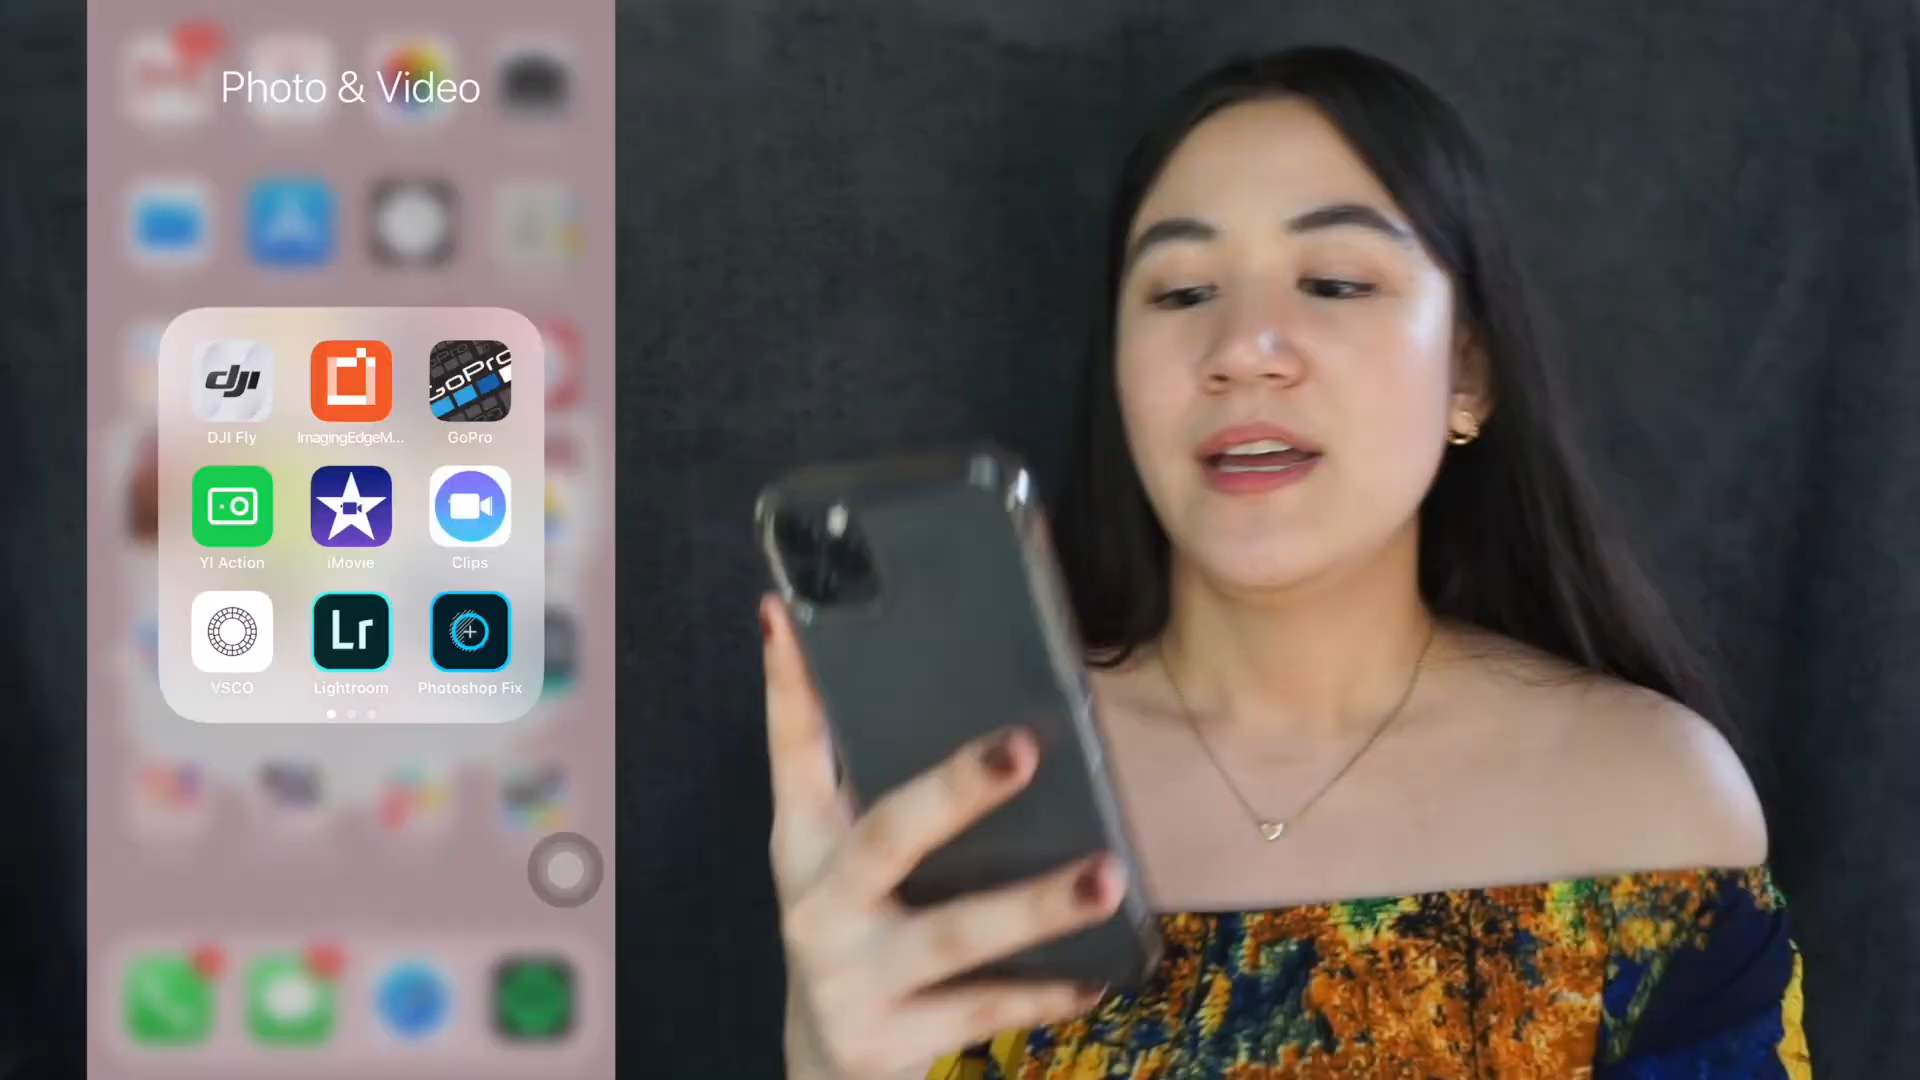 Photo & Video
dji
GoPro
DJI Fly
ImagingEdgeM...
GoPro
YI Action
iMovie
Clips
Lr
VSCO
Lightroom
Photoshop Fix